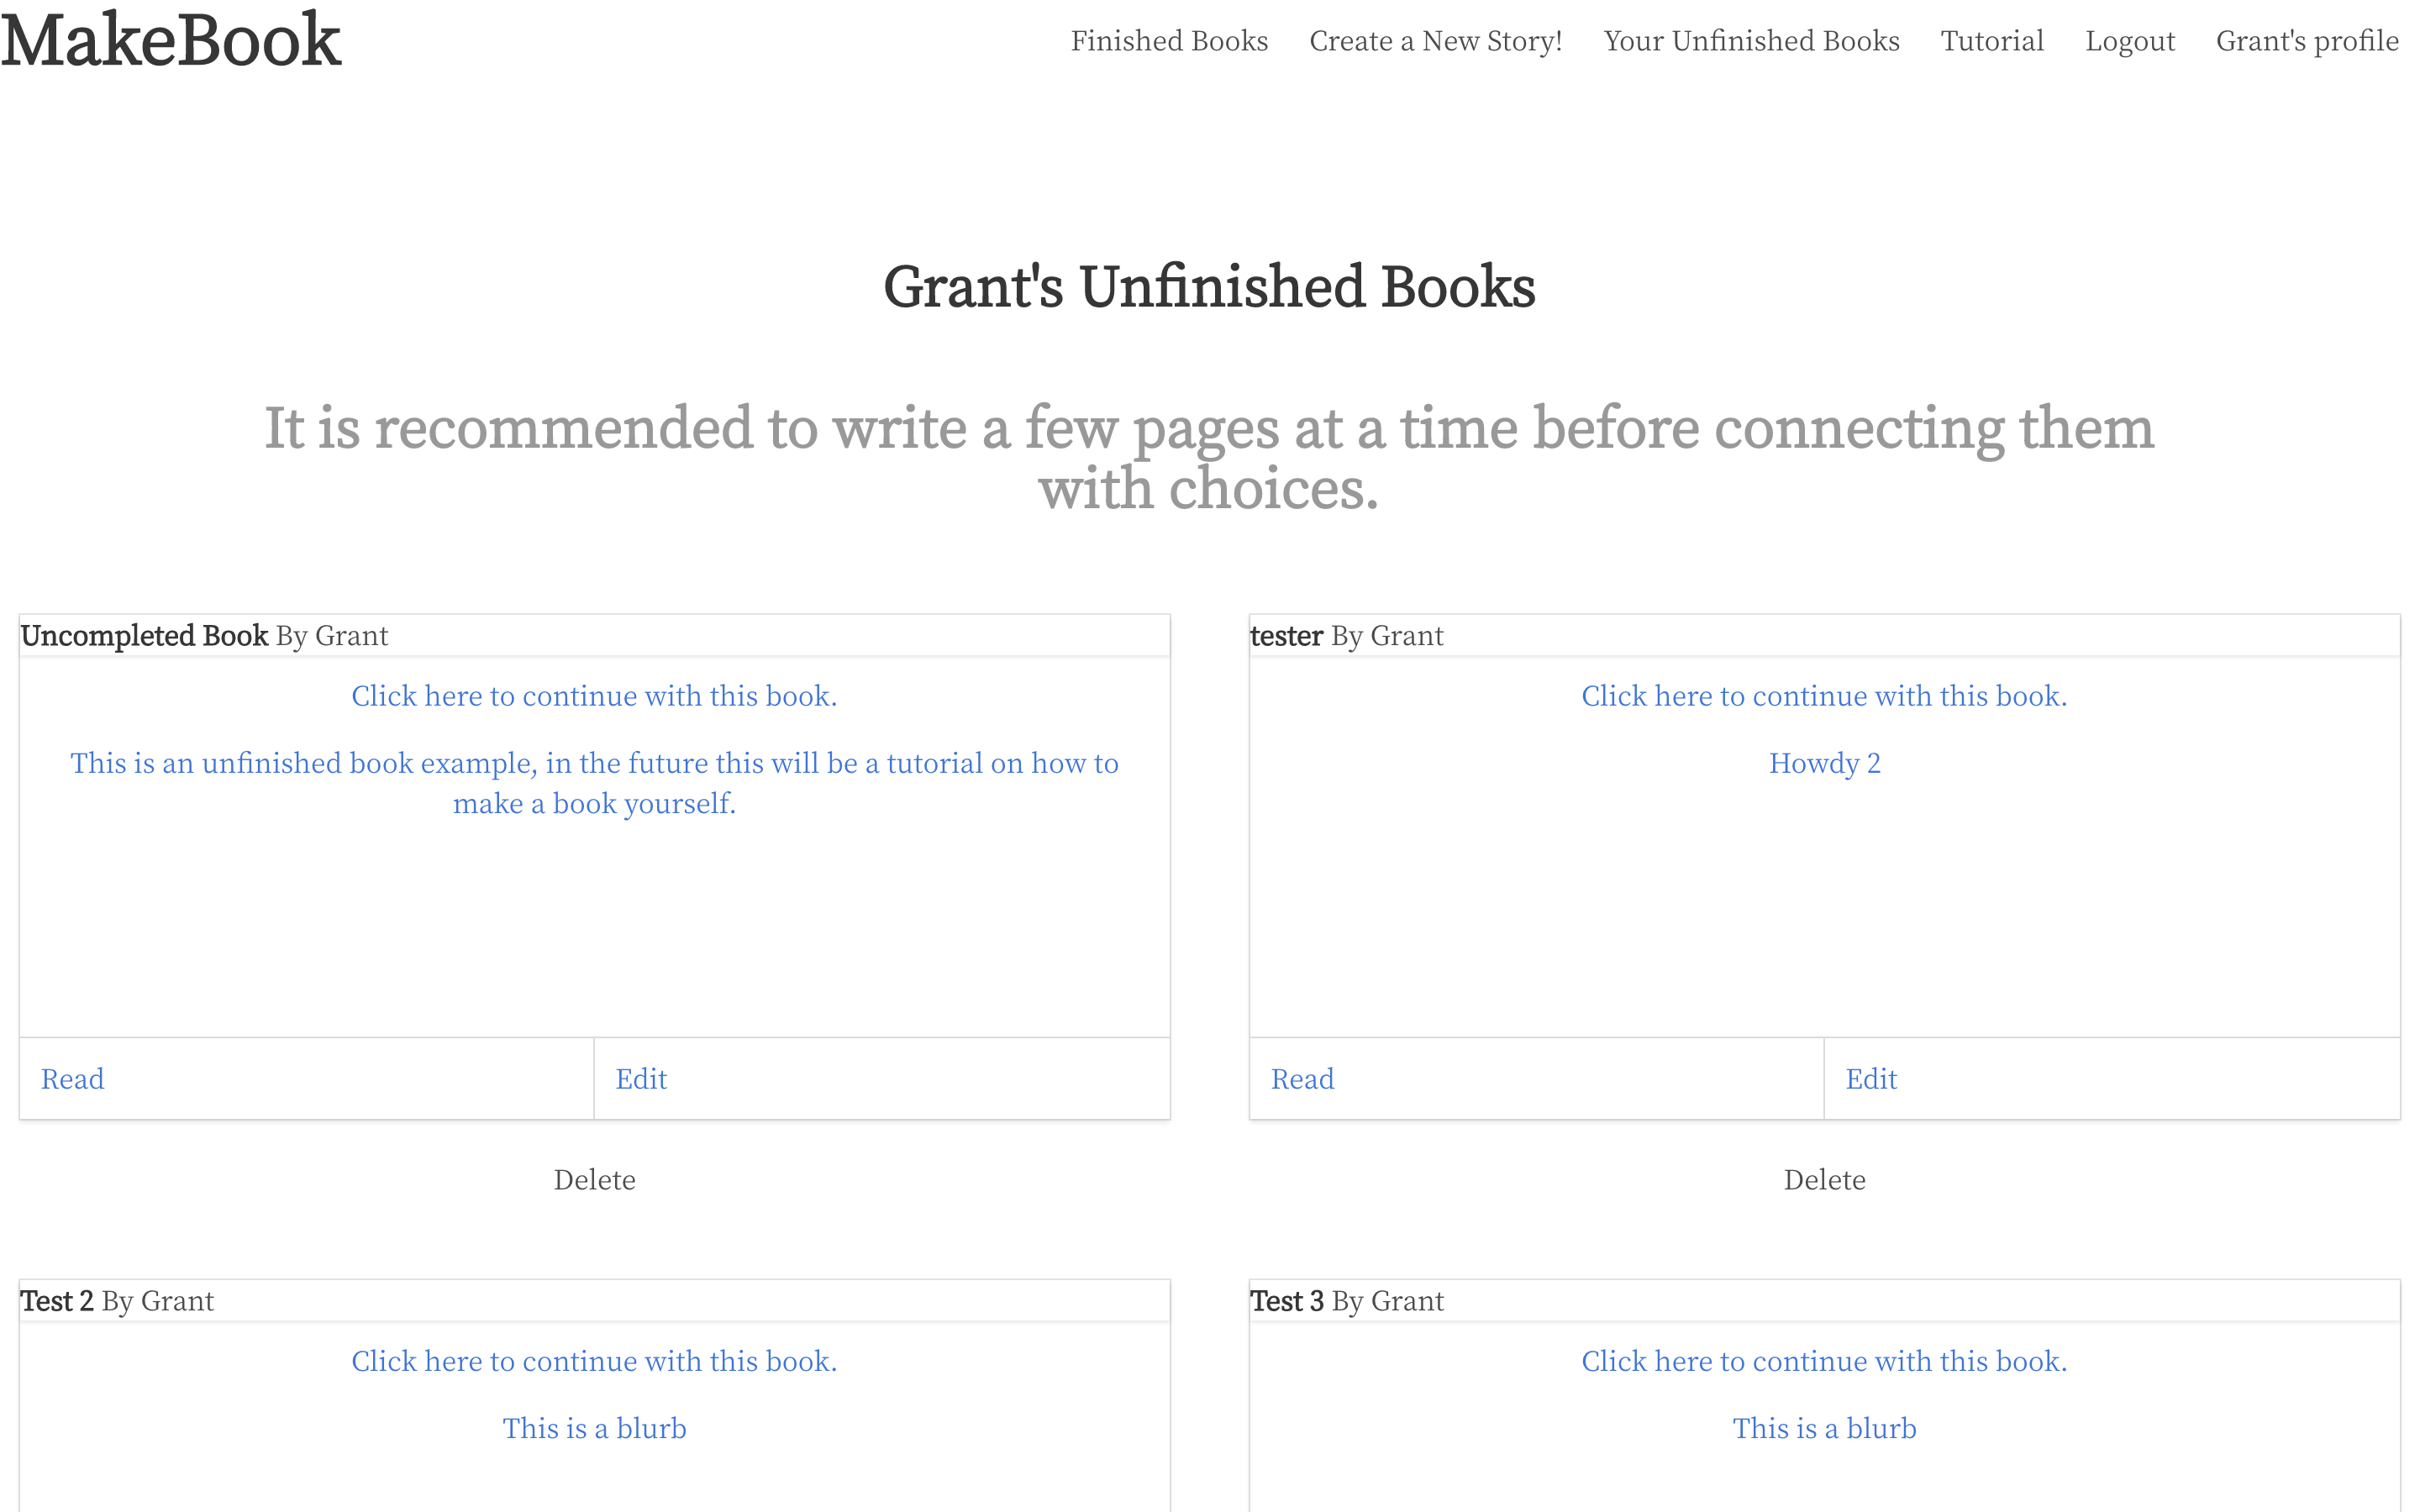 MakeBook
Finished Books Create a New Story! Your Unfinished Books Tutorial Logout Grant's profile
Grant's Unfinished Books
It is recommended to write a few pages at a time before connecting them
with choices.
Uncompleted Book By Grant
Click here to continue with this book.
This is an unfinished book example, in the future this will be a tutorial on how to
make a book yourself.
Read Edit
Delete
tester By Grant
Click here to continue with this book.
Howdy 2
Read Edit
Delete
Test 2 By Grant
Click here to continue with this book.
This is a blurb
Test 3 By Grant
Click here to continue with this book.
This is a blurb